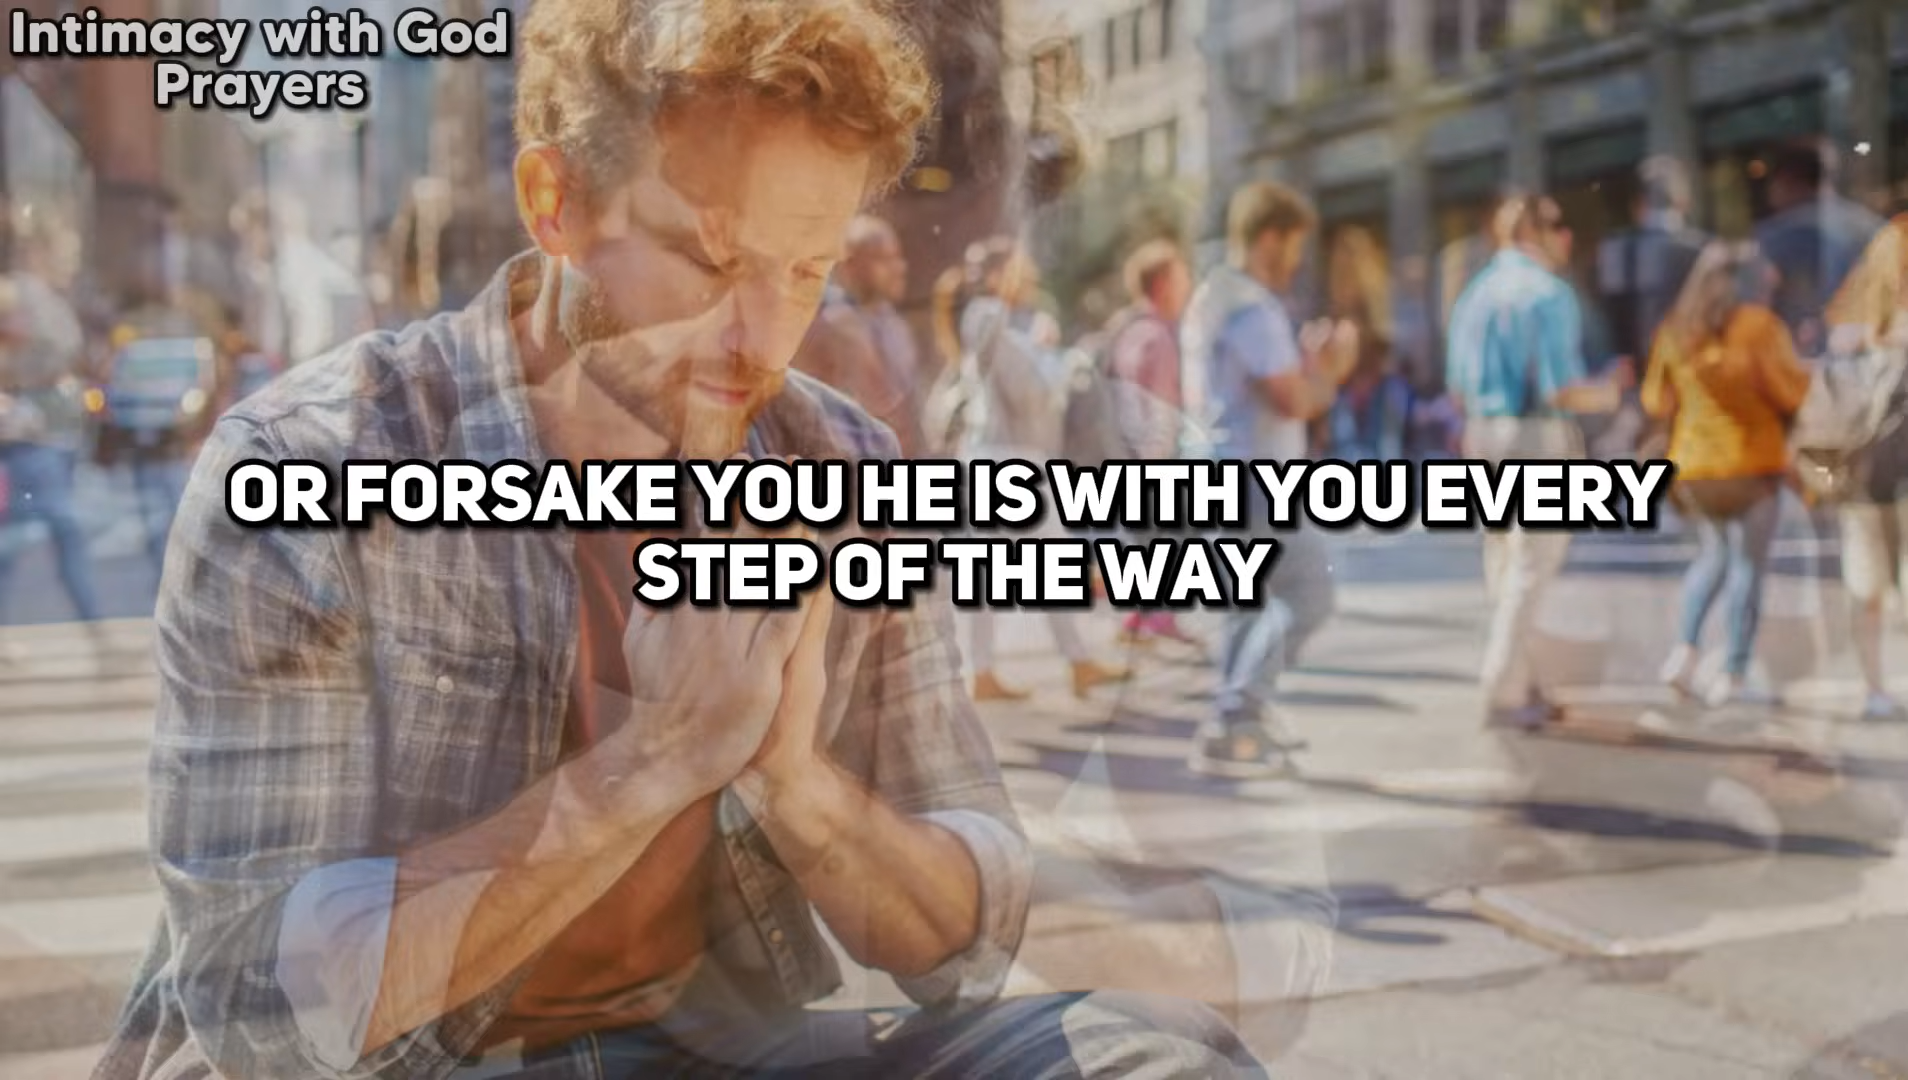 Intimacy with God
Prayers
OR FORSAKE YOU HE IS WITH YOU EVERY
STEP OF THE WAY